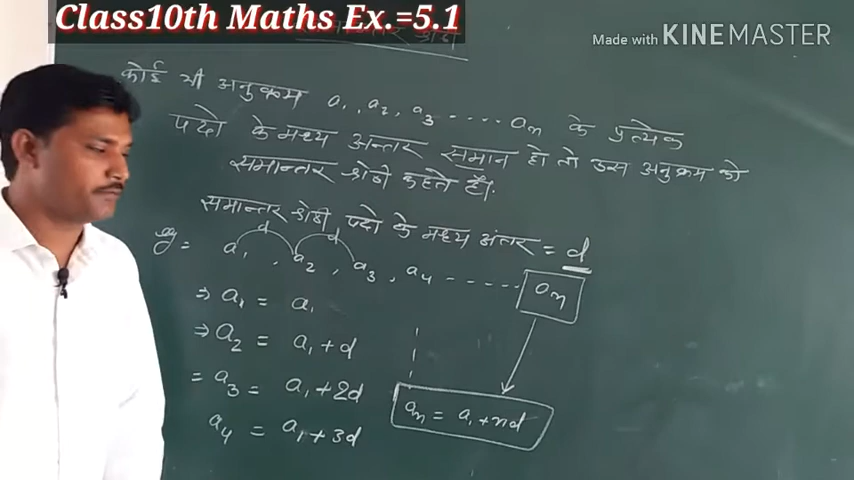 Class10th Maths Ex.=5.1
Made with KINEMASTER
कोई भी अनुक्रम a₁, a₂, a₃ ----- aₙ के प्रत्येक
पदो के मध्य अन्तर समान हो तो उस अनुक्रम को
समान्तर श्रेढी कहते हैं।
समान्तर श्रेढी पदो के मध्य अंतर = d
eg = a₁, a₂, a₃, a₄ ------ aₙ
d d
⇒ a₁ = a₁
⇒ a₂ = a₁ + d
= a₃ = a₁ + 2d
a₄ = a₁ + 3d
aₙ = a₁ + nd